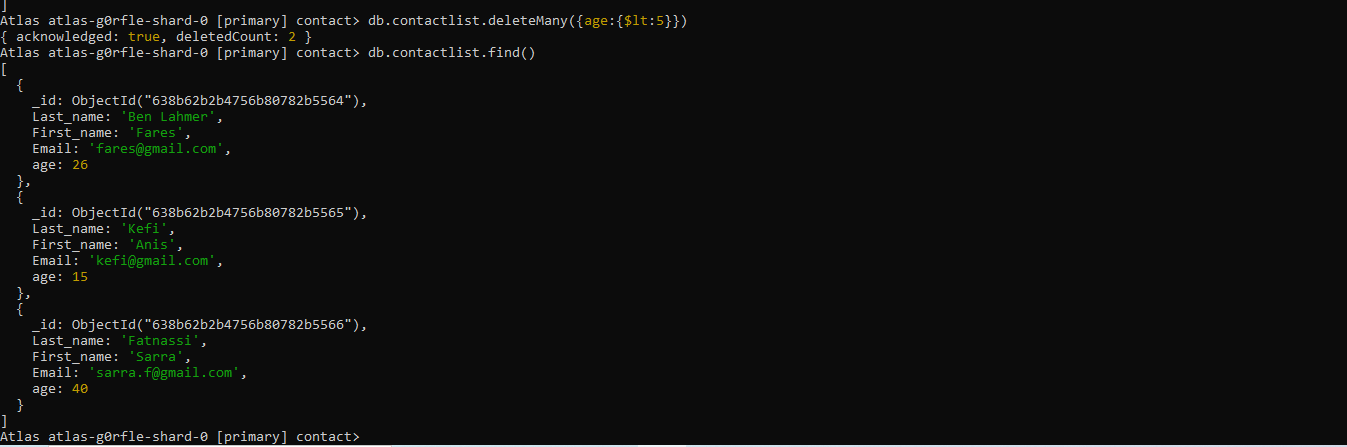 ]
Atlas atlas-g0rfle-shard-0 [primary] contact> db.contactlist.deleteMany({age:{$lt:5}})
{ acknowledged: true, deletedCount: 2 }
Atlas atlas-g0rfle-shard-0 [primary] contact> db.contactlist.find()
[
  {
    _id: ObjectId("638b62b2b4756b80782b5564"),
    Last_name: 'Ben Lahmer',
    First_name: 'Fares',
    Email: 'fares@gmail.com',
    age: 26
  },
  {
    _id: ObjectId("638b62b2b4756b80782b5565"),
    Last_name: 'Kefi',
    First_name: 'Anis',
    Email: 'kefi@gmail.com',
    age: 15
  },
  {
    _id: ObjectId("638b62b2b4756b80782b5566"),
    Last_name: 'Fatnassi',
    First_name: 'Sarra',
    Email: 'sarra.f@gmail.com',
    age: 40
  }
]
Atlas atlas-g0rfle-shard-0 [primary] contact>